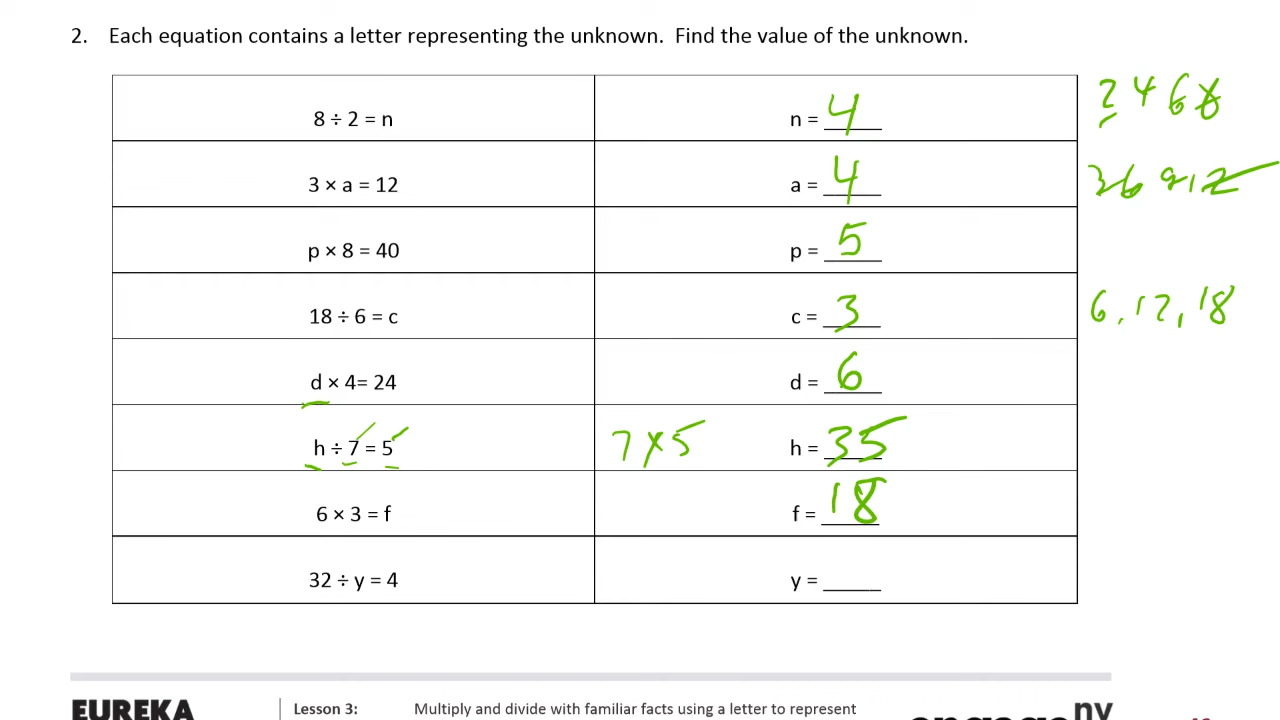 2. Each equation contains a letter representing the unknown. Find the value of the unknown.
8 ÷ 2 = n n = 4 2 4 6 8
3 × a = 12 a = 4 3 6 9 12
p × 8 = 40 p = 5
18 ÷ 6 = c c = 3 6, 12, 18
d × 4= 24 d = 6
h ÷ 7 = 5 7 × 5 h = 35
6 × 3 = f f = 18
32 ÷ y = 4 y = _____
EUREKA Lesson 3: Multiply and divide with familiar facts using a letter to represent engage ny